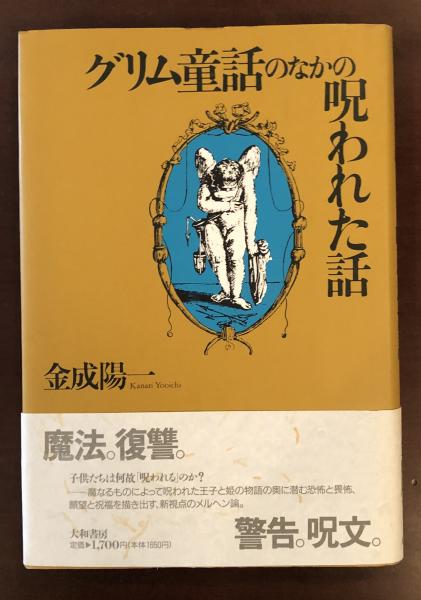 グリム童話のなかの
呪われた話
金成陽一
Kanari Yooichi
魔法。復讐。
子供たちは何故「呪われる」のか?
──魔なるものによって呪われた王子と姫の物語の奥に潜む恐怖と畏怖、
願望と祝福を描き出す、新視点のメルヘン論。
大和書房
定価▶1,700円(本体1650円)
警告。呪文。